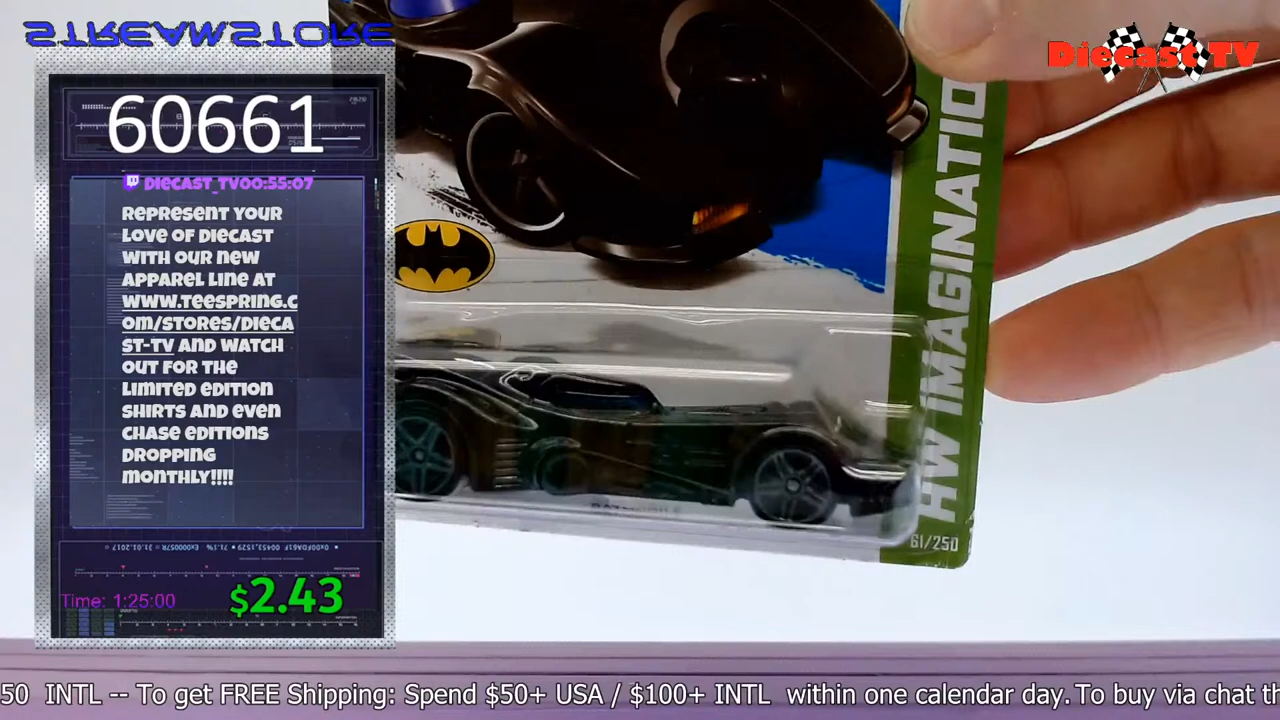 STREAMSTORE
Diecast TV
60661
DIECAST_TV00:55:07
REPRESENT YOUR
LOVE OF DIECAST
WITH OUR NEW
APPAREL LINE AT
WWW.TEESPRING.C
OM/STORES/DIECA
ST-TV AND WATCH
OUT FOR THE
LIMITED EDITION
SHIRTS AND EVEN
CHASE EDITIONS
DROPPING
MONTHLY!!!!
Time: 1:25:00
$2.43
HW IMAGINATIO
61/250
50 INTL -- To get FREE Shipping: Spend $50+ USA / $100+ INTL within one calendar day. To buy via chat th